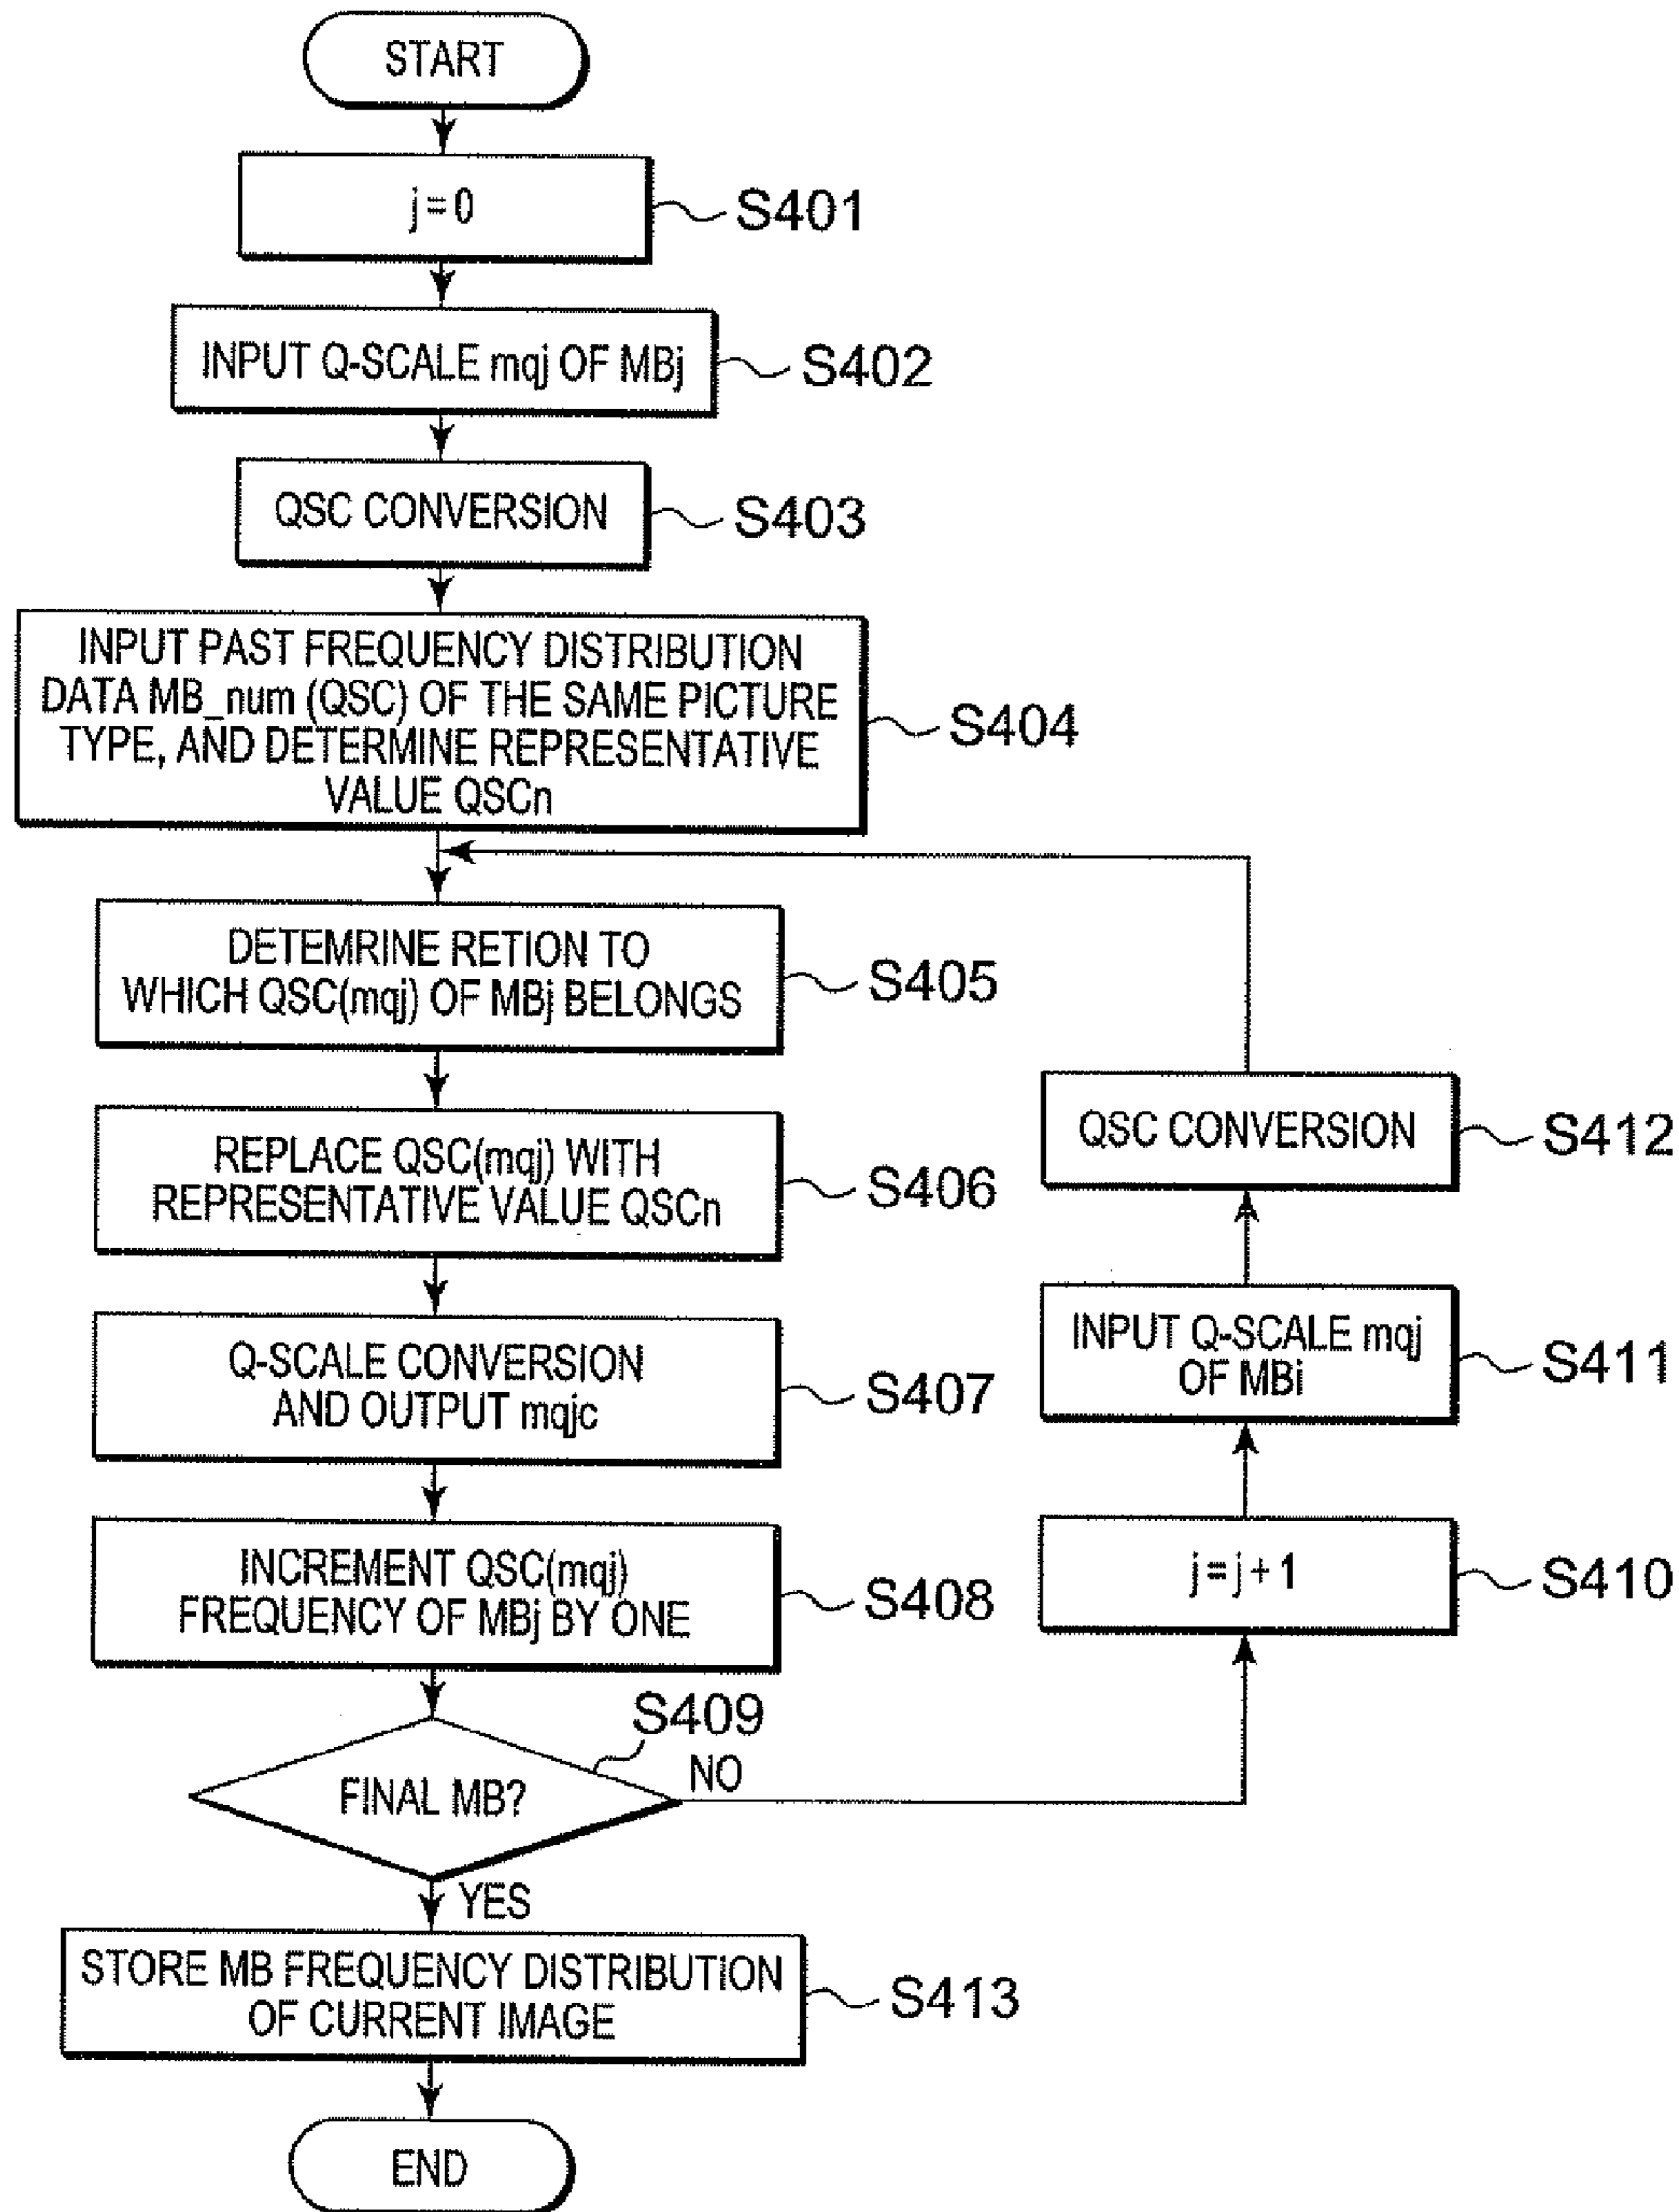 START
j = 0
S401
INPUT Q-SCALE mqj OF MBj
S402
QSC CONVERSION
S403
INPUT PAST FREQUENCY DISTRIBUTION
DATA MB_num (QSC) OF THE SAME PICTURE
TYPE, AND DETERMINE REPRESENTATIVE
VALUE QSCn
S404
DETEMRINE RETION TO
WHICH QSC(mqj) OF MBj BELONGS
S405
REPLACE QSC(mqj) WITH
REPRESENTATIVE VALUE QSCn
S406
Q-SCALE CONVERSION
AND OUTPUT mqjc
S407
INCREMENT QSC(mqj)
FREQUENCY OF MBj BY ONE
S408
FINAL MB?
S409
NO
YES
j = j + 1
S410
INPUT Q-SCALE mqj
OF MBi
S411
QSC CONVERSION
S412
STORE MB FREQUENCY DISTRIBUTION
OF CURRENT IMAGE
S413
END